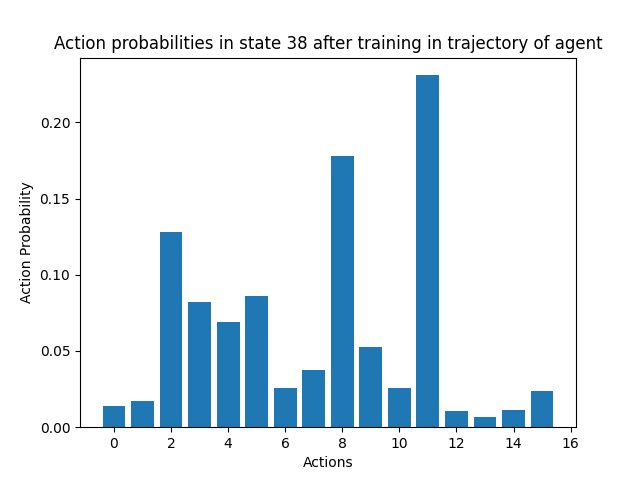 Action probabilities in state 38 after training in trajectory of agent
0.20
0.15
0.10
0.05
0.00
Action Probability
0 2 4 6 8 10 12 14 16
Actions